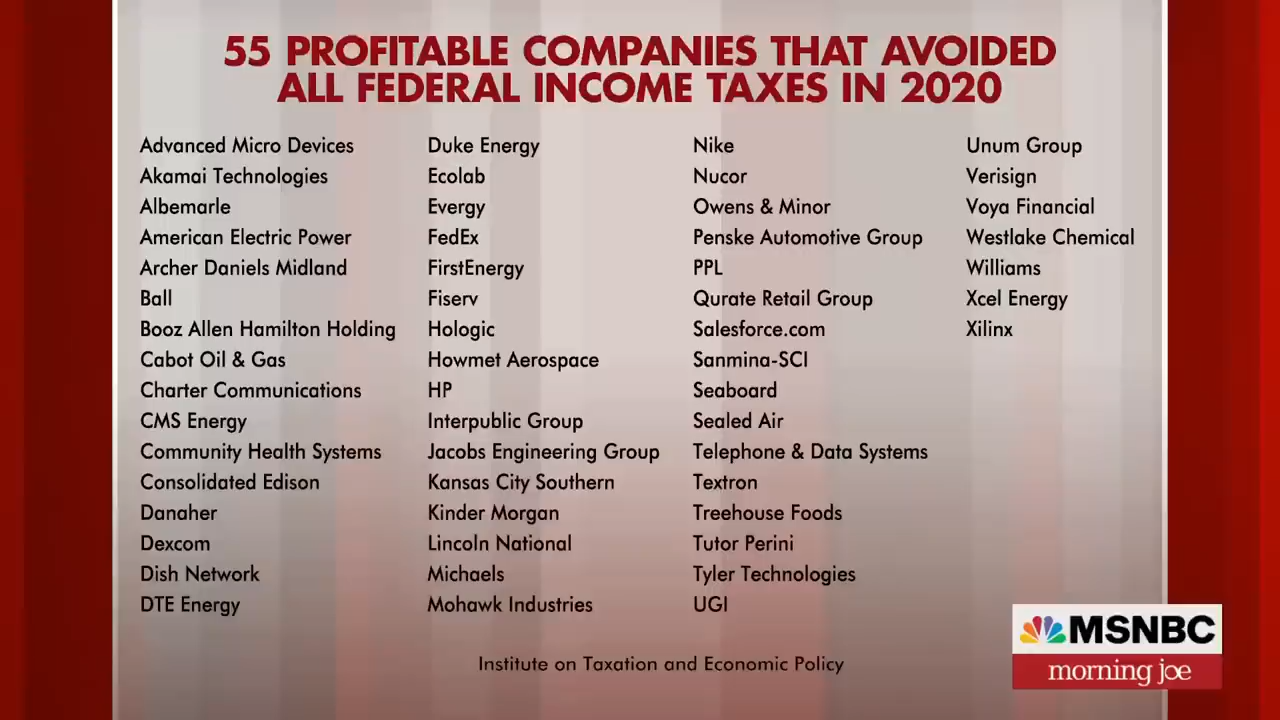 55 PROFITABLE COMPANIES THAT AVOIDED
ALL FEDERAL INCOME TAXES IN 2020
Advanced Micro Devices
Akamai Technologies
Albemarle
American Electric Power
Archer Daniels Midland
Ball
Booz Allen Hamilton Holding
Cabot Oil & Gas
Charter Communications
CMS Energy
Community Health Systems
Consolidated Edison
Danaher
Dexcom
Dish Network
DTE Energy
Duke Energy
Ecolab
Evergy
FedEx
FirstEnergy
Fiserv
Hologic
Howmet Aerospace
HP
Interpublic Group
Jacobs Engineering Group
Kansas City Southern
Kinder Morgan
Lincoln National
Michaels
Mohawk Industries
Nike
Nucor
Owens & Minor
Penske Automotive Group
PPL
Qurate Retail Group
Salesforce.com
Sanmina-SCI
Seaboard
Sealed Air
Telephone & Data Systems
Textron
Treehouse Foods
Tutor Perini
Tyler Technologies
UGI
Unum Group
Verisign
Voya Financial
Westlake Chemical
Williams
Xcel Energy
Xilinx
Institute on Taxation and Economic Policy
MSNBC
morning joe